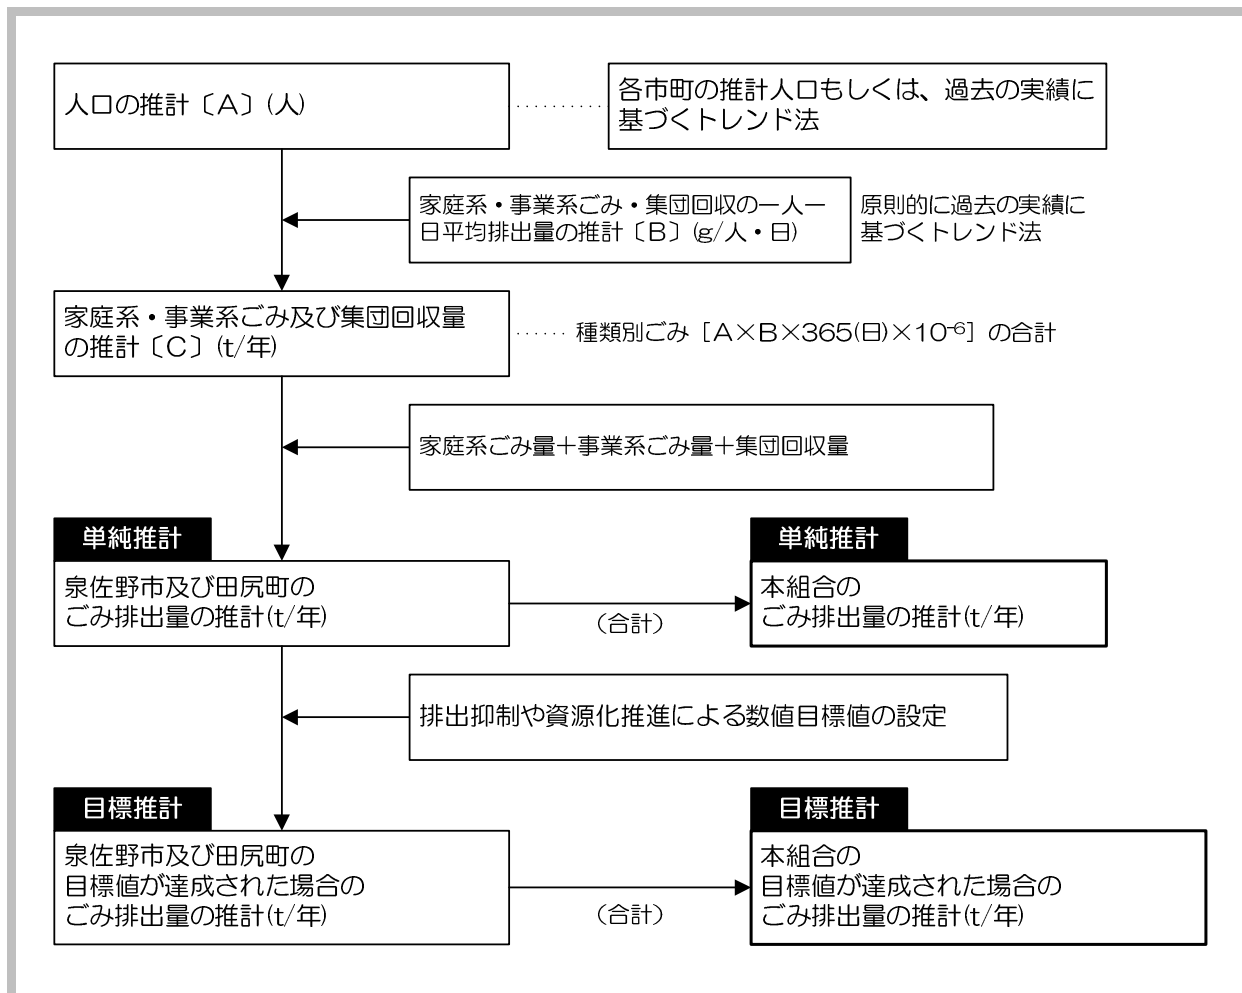 人口の推計〔A〕(人)
各市町の推計人口もしくは、過去の実績に
基づくトレンド法
家庭系・事業系ごみ・集団回収の一人一
日平均排出量の推計〔B〕(g/人・日)
原則的に過去の実績に
基づくトレンド法
家庭系・事業系ごみ及び集団回収量
の推計〔C〕(t/年)
種類別ごみ［A×B×365(日)×10⁻⁶］の合計
家庭系ごみ量＋事業系ごみ量＋集団回収量
単純推計
泉佐野市及び田尻町の
ごみ排出量の推計(t/年)
（合計）
単純推計
本組合の
ごみ排出量の推計(t/年)
排出抑制や資源化推進による数値目標値の設定
目標推計
泉佐野市及び田尻町の
目標値が達成された場合の
ごみ排出量の推計(t/年)
（合計）
目標推計
本組合の
目標値が達成された場合の
ごみ排出量の推計(t/年)